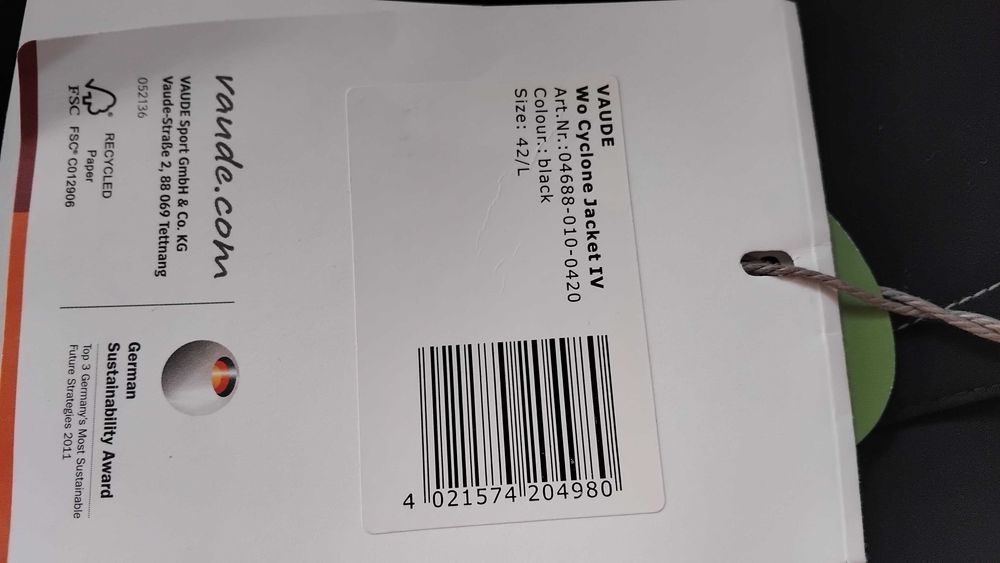 VAUDE
Wo Cyclone Jacket IV
Art.Nr.:04688-010-0420
Colour.: black
Size: 42/L
4 021574 204980
vaude.com
VAUDE Sport GmbH & Co. KG
Vaude-Straße 2, 88 069 Tettnang
052136
FSC
RECYCLED
Paper
FSC® C012906
German
Sustainability Award
Top 3 Germany's Most Sustainable
Future Strategies 2011